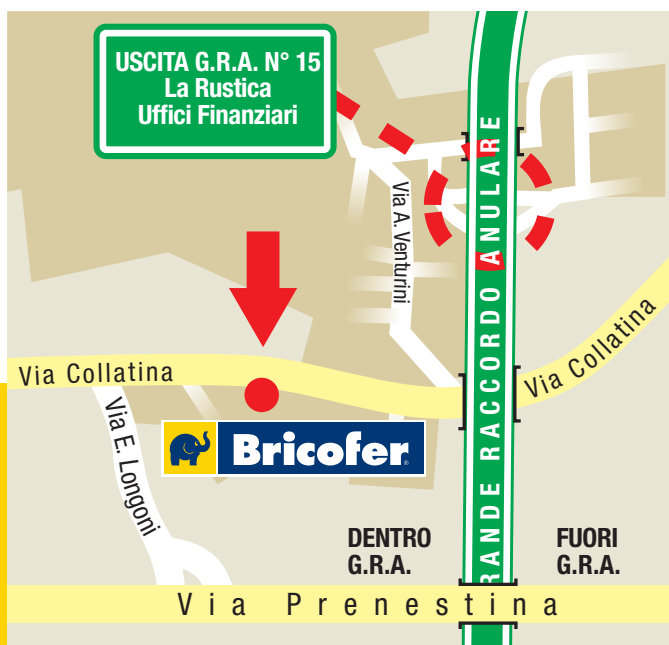 USCITA G.R.A. N° 15
La Rustica
Uffici Finanziari
Via A. Venturini
RANDE RACCORDO ANULARE
Via Collatina
Via Collatina
Via E. Longoni
Bricofer
DENTRO
G.R.A.
FUORI
G.R.A.
Via Prenestina